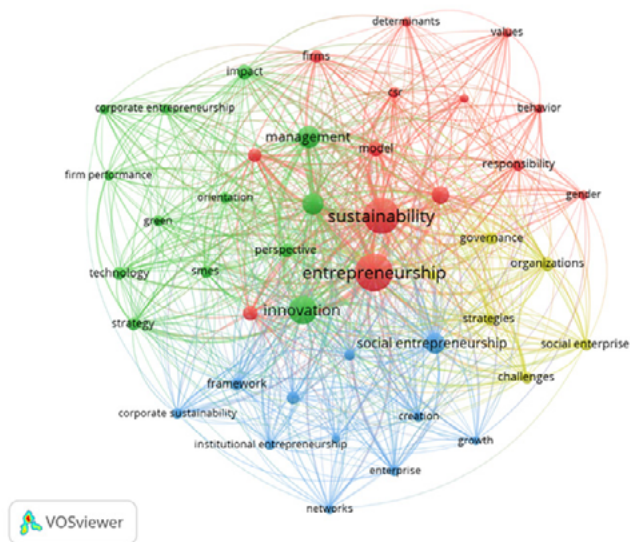 determinants
values
firms
impact
csr
corporate entrepreneurship
behavior
management
model
responsibility
firm performance
orientation
gender
green
sustainability
governance
perspective
organizations
technology
smes
entrepreneurship
innovation
strategies
strategy
social entrepreneurship
social enterprise
framework
challenges
corporate sustainability
creation
institutional entrepreneurship
growth
enterprise
networks
VOSviewer